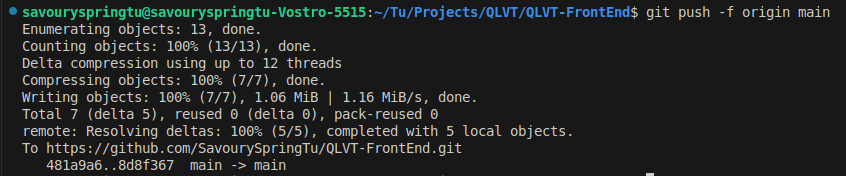 savouryspringtu@savouryspringtu-Vostro-5515:~/Tu/Projects/QLVT/QLVT-FrontEnd$ git push -f origin main
Enumerating objects: 13, done.
Counting objects: 100% (13/13), done.
Delta compression using up to 12 threads
Compressing objects: 100% (7/7), done.
Writing objects: 100% (7/7), 1.06 MiB | 1.16 MiB/s, done.
Total 7 (delta 5), reused 0 (delta 0), pack-reused 0
remote: Resolving deltas: 100% (5/5), completed with 5 local objects.
To https://github.com/SavourySpringTu/QLVT-FrontEnd.git
   481a9a6..8d8f367  main -> main